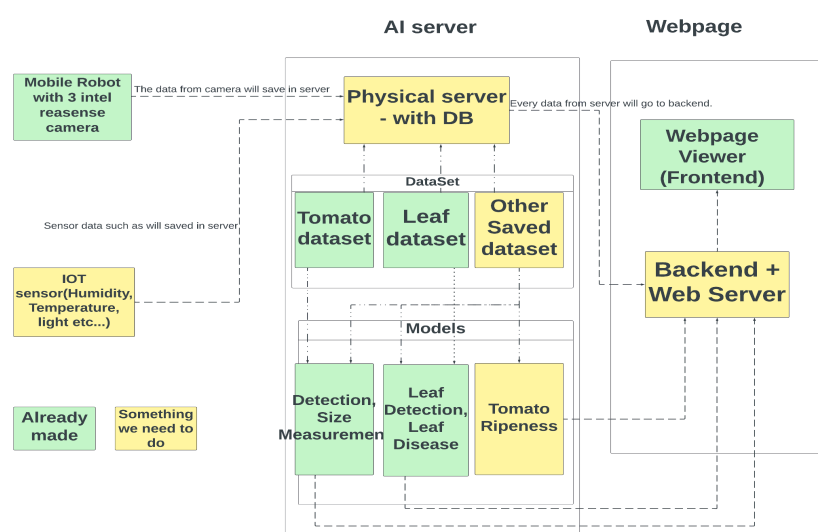 AI server
Webpage
Mobile Robot
with 3 intel
reasense
camera
The data from camera will save in server
Physical server
- with DB
Every data from server will go to backend.
Webpage
Viewer
(Frontend)
DataSet
Tomato
dataset
Leaf
dataset
Other
Saved
dataset
Sensor data such as will saved in server
IOT
sensor(Humidity,
Temperature,
light etc...)
Backend +
Web Server
Models
Detection,
Size
Measuremen
Leaf
Detection,
Leaf
Disease
Tomato
Ripeness
Already
made
Something
we need to
do